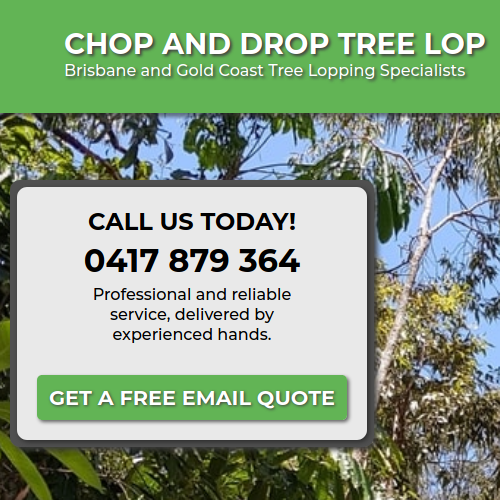 CHOP AND DROP TREE LOP
Brisbane and Gold Coast Tree Lopping Specialists
CALL US TODAY!
0417 879 364
Professional and reliable
service, delivered by
experienced hands.
GET A FREE EMAIL QUOTE